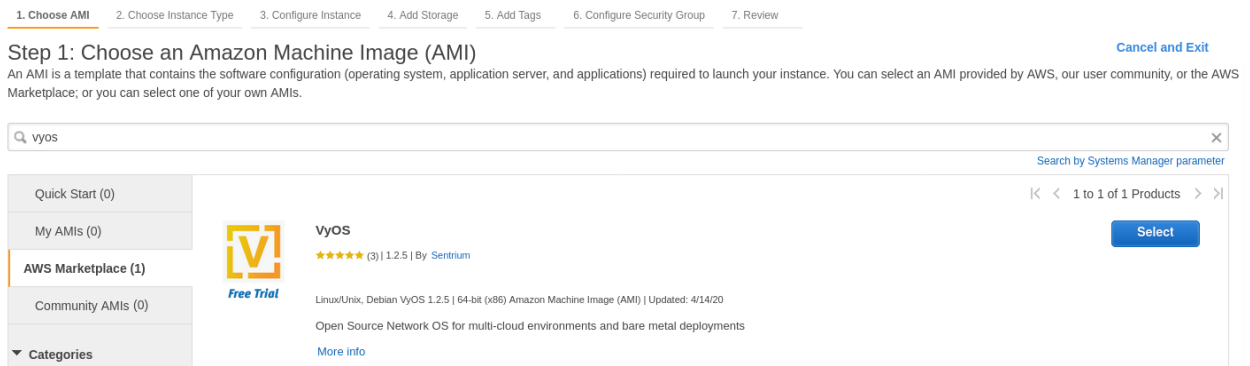 1. Choose AMI 2. Choose Instance Type 3. Configure Instance 4. Add Storage 5. Add Tags 6. Configure Security Group 7. Review
Step 1: Choose an Amazon Machine Image (AMI)
Cancel and Exit
An AMI is a template that contains the software configuration (operating system, application server, and applications) required to launch your instance. You can select an AMI provided by AWS, our user community, or the AWS
Marketplace; or you can select one of your own AMIs.
vyos
Search by Systems Manager parameter
Quick Start (0)
My AMIs (0)
AWS Marketplace (1)
Community AMIs (0)
Categories
1 to 1 of 1 Products
V
Free Trial
VyOS
(3) | 1.2.5 | By Sentrium
Linux/Unix, Debian VyOS 1.2.5 | 64-bit (x86) Amazon Machine Image (AMI) | Updated: 4/14/20
Open Source Network OS for multi-cloud environments and bare metal deployments
More info
Select